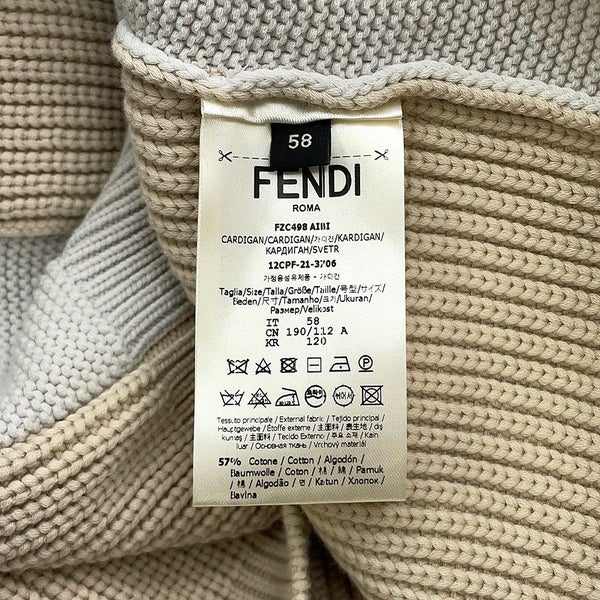 58
FENDI
ROMA
FZC498 AIBI
CARDIGAN/CARDIGAN/가디건/KARDIGAN/
КАРДИГАН/SVETR
12CPF-21-3706
가정용섬유제품 - 가디건
Taglia/Size/Talla/Größe/Taille/号型/サイズ/
Beden/尺寸/Tamanho/크기/Ukuran/
Размер/Velikost
IT 58
CN 190/112 A
KR 120
Tessuto principale / External fabric / Tejido principal /
Hauptgewebe / Étoffe externe / 主面料 / 表生地 / dış
kumaş / 主面料 / Tecido Externo / 주요 소재 / Kain
luar / Основная ткань / Vrchový materiál
57% Cotone / Cotton / Algodón /
Baumwolle / Coton / 棉 / 綿 / Pamuk
/ 棉 / Algodão / 면 / Katun / Хлопок /
Bavlna